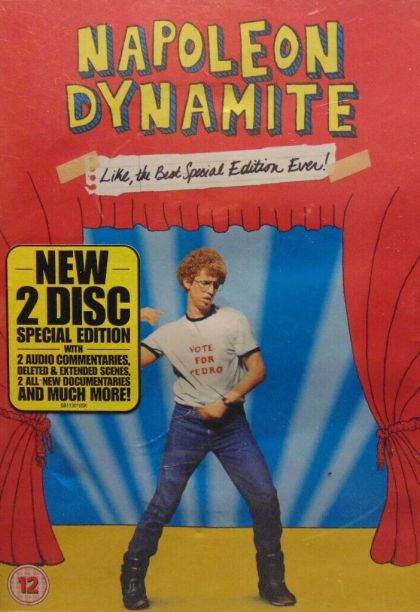 NAPOLEON
DYNAMITE
Like, the Best Special Edition Ever!
NEW
2 DISC
SPECIAL EDITION
WITH
2 AUDIO COMMENTARIES,
DELETED & EXTENDED SCENES,
2 ALL-NEW DOCUMENTARIES
AND MUCH MORE!
VOTE
FOR
PEDRO
12